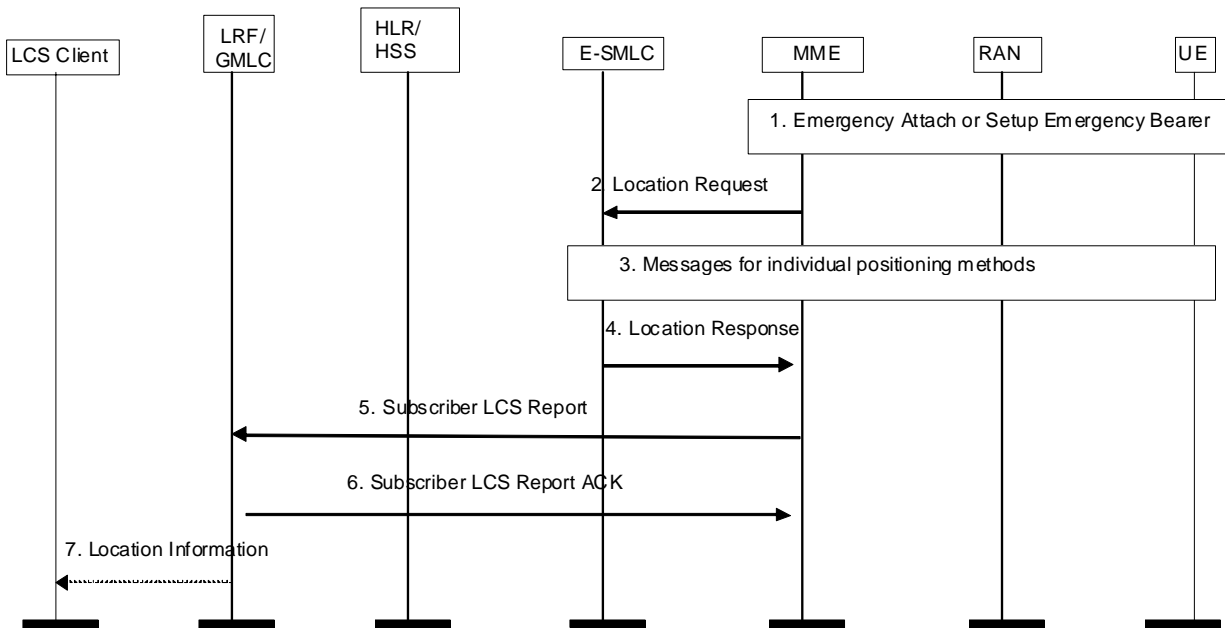 LCS Client
LRF/
GMLC
HLR/
HSS
E-SMLC
MME
RAN
UE
1. Emergency Attach or Setup Emergency Bearer
2. Location Request
3. Messages for individual positioning methods
4. Location Response
5. Subscriber LCS Report
6. Subscriber LCS Report ACK
7. Location Information